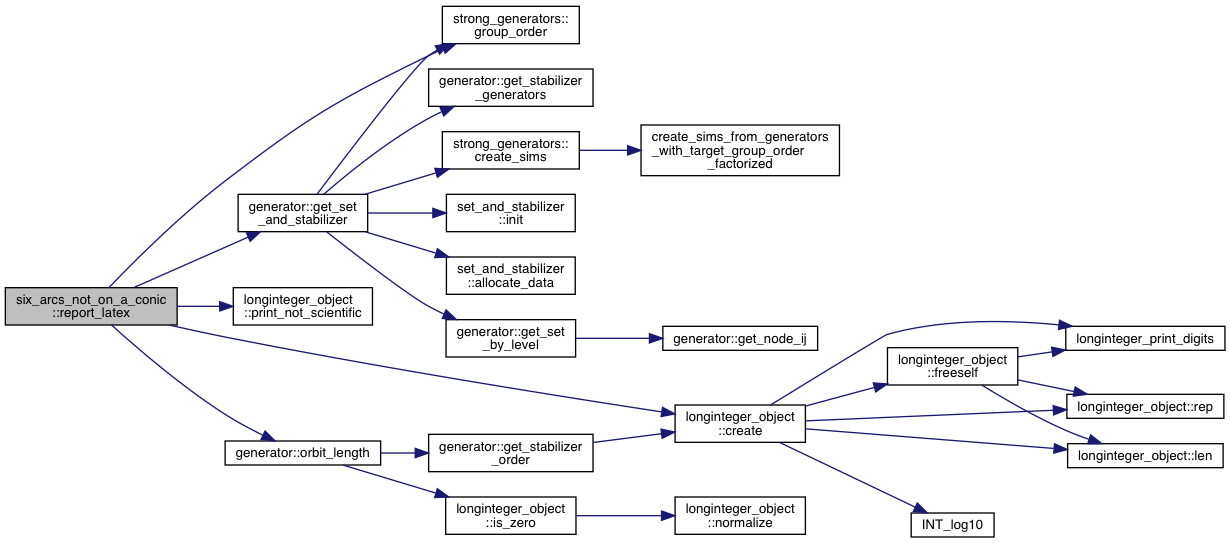 strong_generators::
group_order
generator::get_stabilizer
_generators
strong_generators::
create_sims
create_sims_from_generators
_with_target_group_order
_factorized
generator::get_set
_and_stabilizer
set_and_stabilizer
::init
set_and_stabilizer
::allocate_data
six_arcs_not_on_a_conic
::report_latex
longinteger_object
::print_not_scientific
generator::get_set
_by_level
generator::get_node_ij
longinteger_print_digits
longinteger_object
::freeself
longinteger_object::rep
longinteger_object
::create
generator::orbit_length
generator::get_stabilizer
_order
longinteger_object::len
longinteger_object
::is_zero
longinteger_object
::normalize
INT_log10